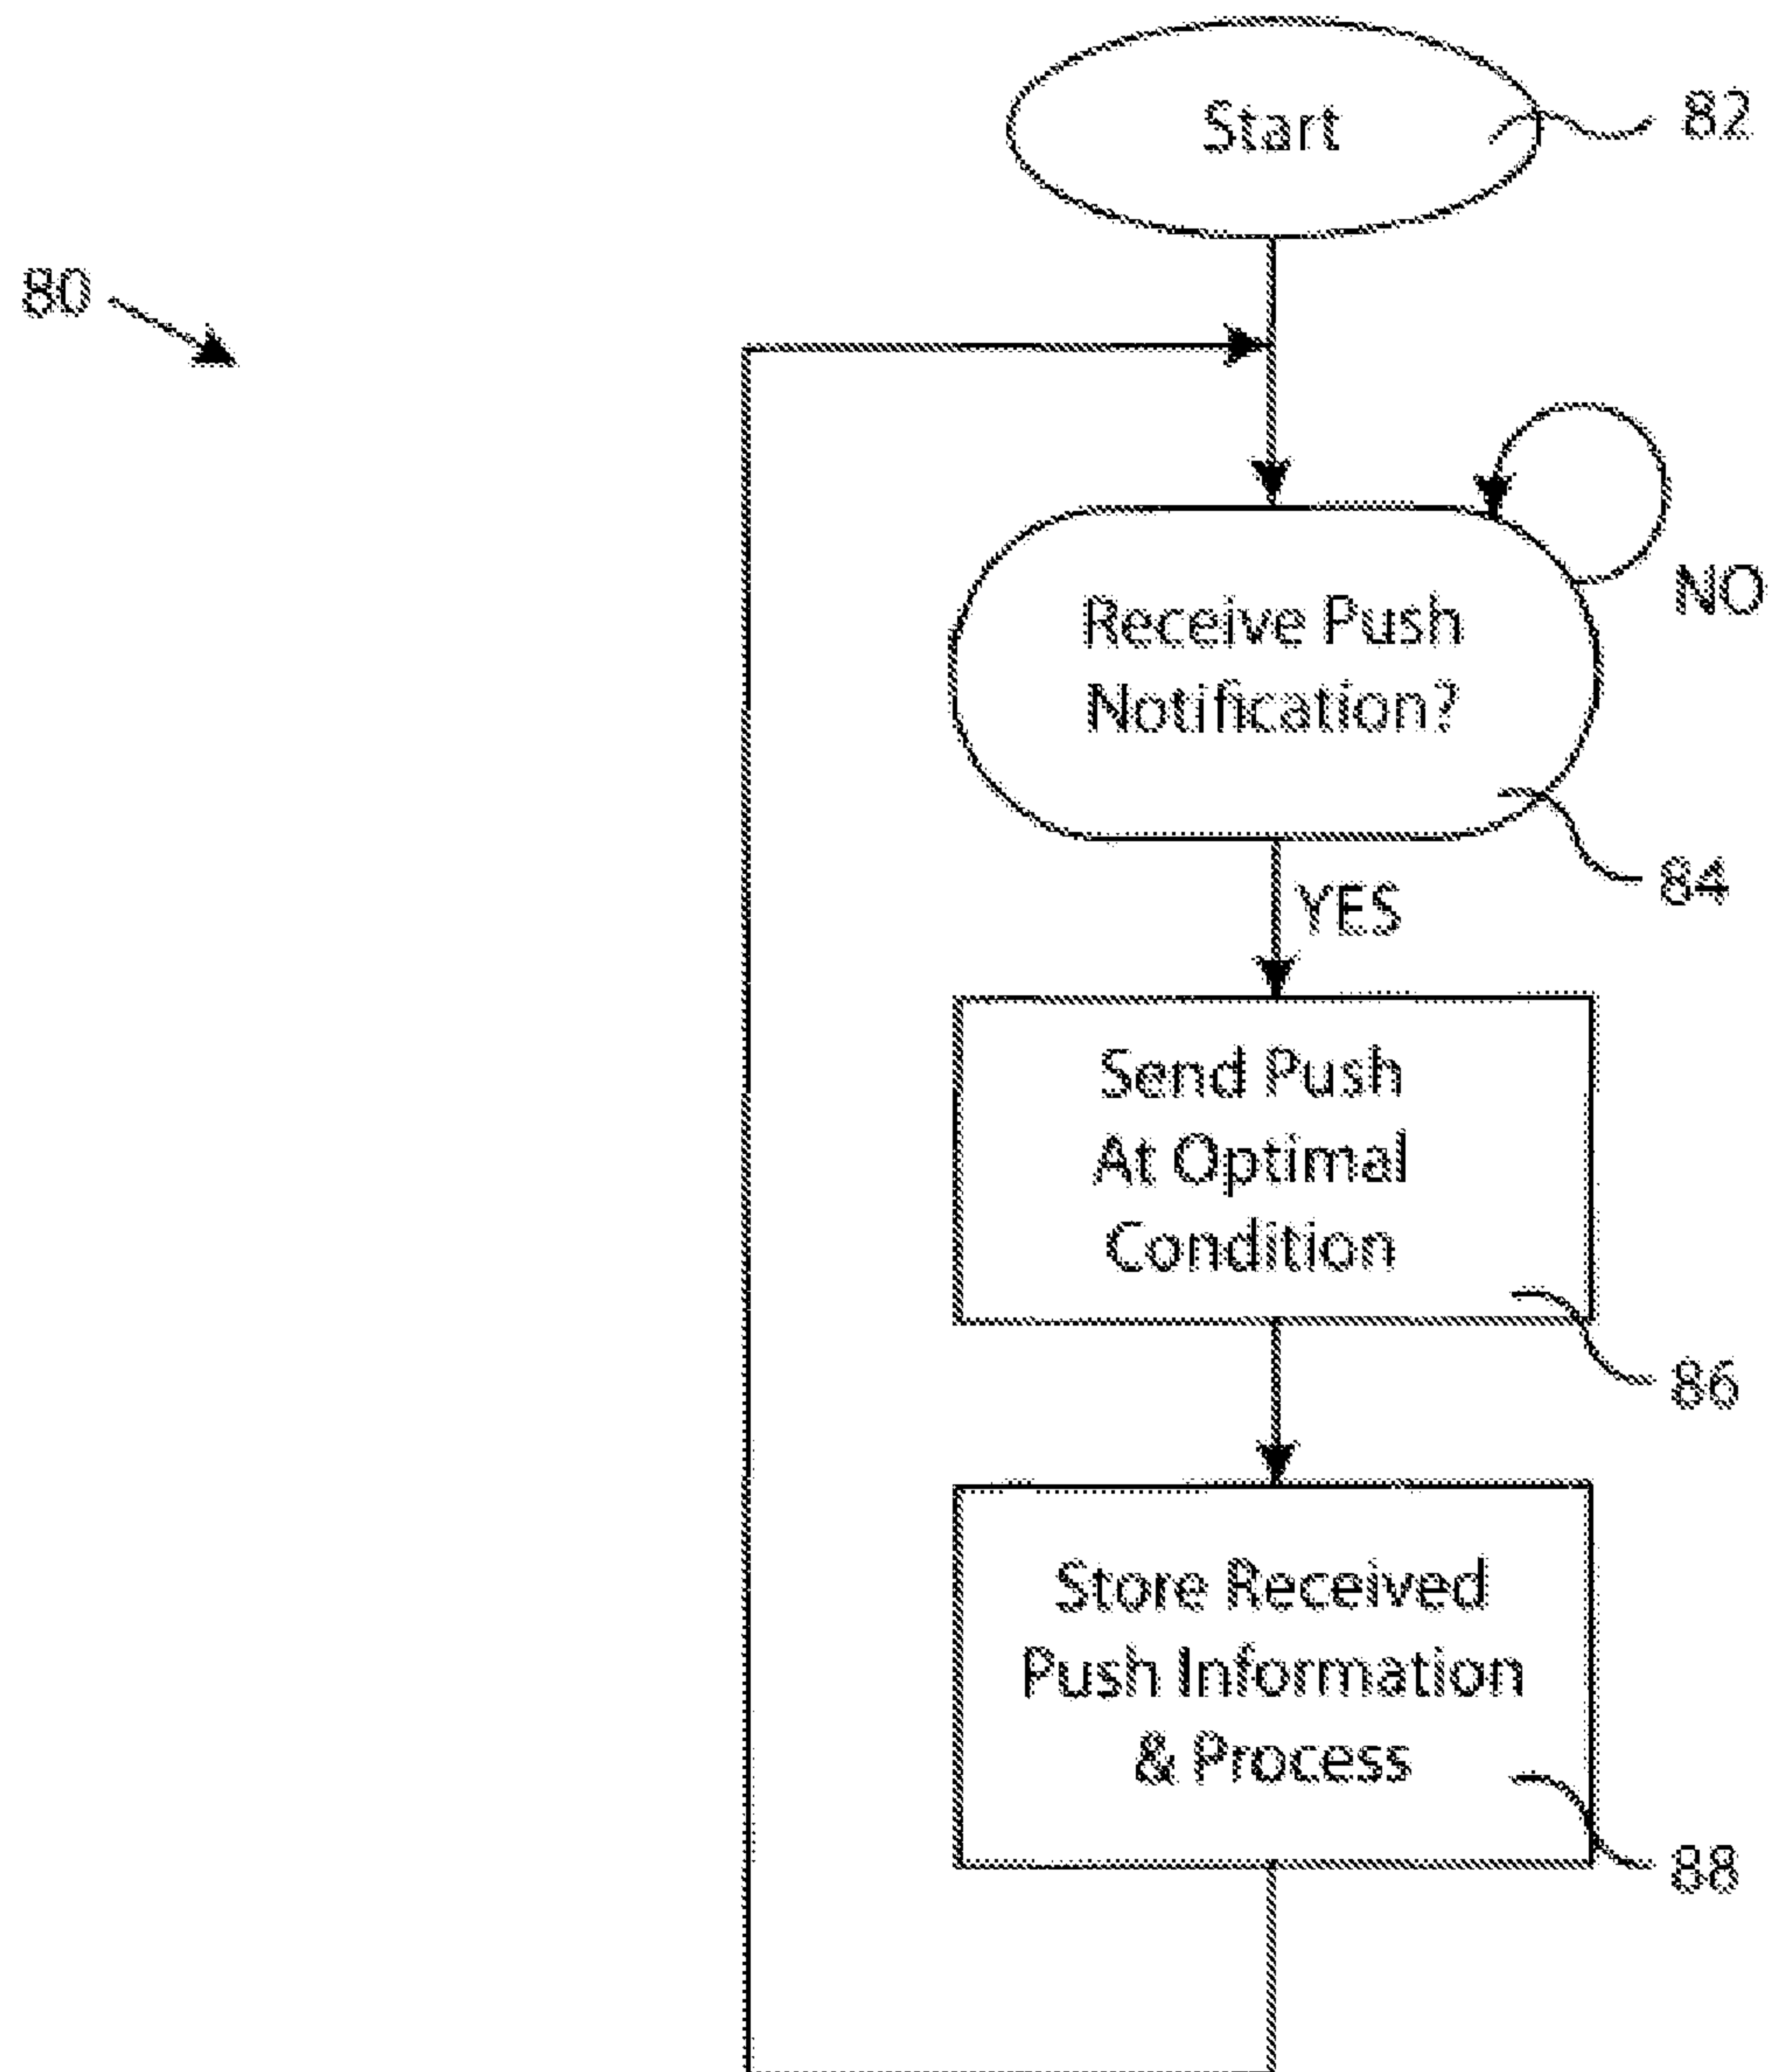 Start
82
80
Receive Push
Notification?
NO
84
YES
Send Push
At Optimal
Condition
86
Store Received
Push Information
& Process
88